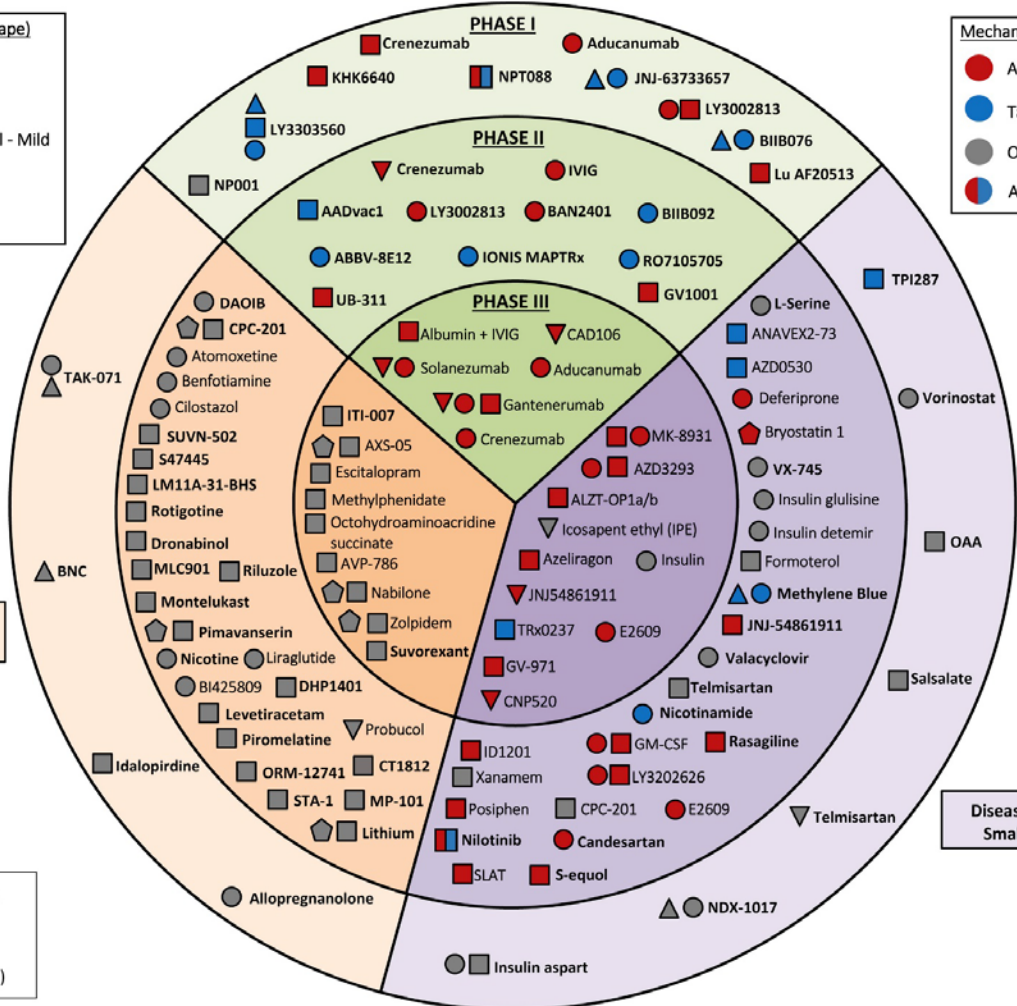 ape)
l - Mild
Mechan
A
Ta
O
A
PHASE I
Crenezumab
Aducanumab
KHK6640
NPT088
JNJ-63733657
LY3002813
LY3303560
BIIB076
NP001
Lu AF20513
PHASE II
Crenezumab
IVIG
AADvac1
LY3002813
BAN2401
BIIB092
ABBV-8E12
IONIS MAPTRx
RO7105705
UB-311
GV1001
PHASE III
Albumin + IVIG
CAD106
Solanezumab
Aducanumab
Gantenerumab
Crenezumab
TPI287
Vorinostat
OAA
Salsalate
Telmisartan
NDX-1017
Insulin aspart
L-Serine
ANAVEX2-73
AZD0530
Deferiprone
Bryostatin 1
VX-745
Insulin glulisine
Insulin detemir
Formoterol
Methylene Blue
JNJ-54861911
Valacyclovir
Telmisartan
Nicotinamide
GM-CSF
Rasagiline
LY3202626
ID1201
Xanamem
Posiphen
CPC-201
E2609
Nilotinib
Candesartan
SLAT
S-equol
MK-8931
AZD3293
ALZT-OP1a/b
Icosapent ethyl (IPE)
Azeliragon
Insulin
JNJ54861911
TRx0237
E2609
GV-971
CNP520
TAK-071
BNC
Idalopirdine
Allopregnanolone
DAOIB
CPC-201
Atomoxetine
Benfotiamine
Cilostazol
SUVN-502
S47445
LM11A-31-BHS
Rotigotine
Dronabinol
MLC901
Riluzole
Montelukast
Pimavanserin
Nicotine
Liraglutide
BI425809
DHP1401
Levetiracetam
Probucol
Piromelatine
ORM-12741
CT1812
STA-1
MP-101
Lithium
ITI-007
AXS-05
Escitalopram
Methylphenidate
Octohydroaminoacridine
succinate
AVP-786
Nabilone
Zolpidem
Suvorexant
Diseas
Smal
)